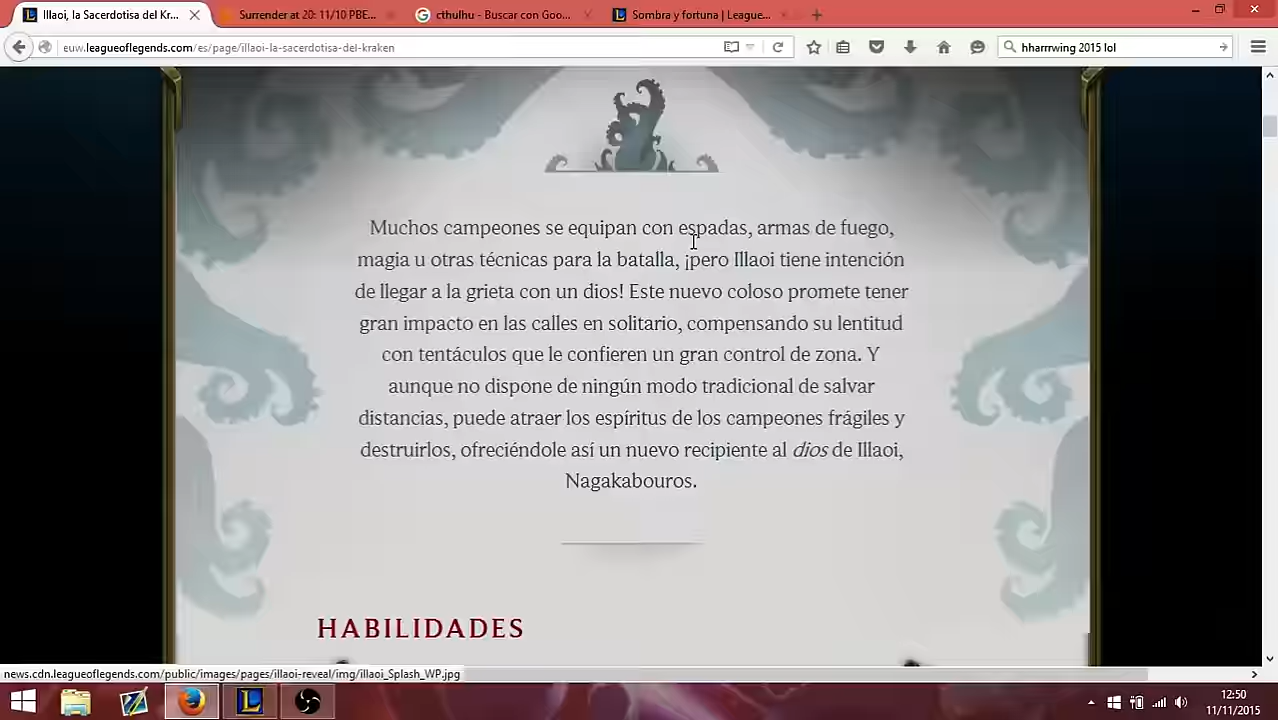 Illaoi, la Sacerdotisa del Kr...
Surrender at 20: 11/10 PBE...
cthulhu - Buscar con Goo...
Sombra y fortuna | League...
euw.leagueoflegends.com/es/page/illaoi-la-sacerdotisa-del-kraken
hharrrwing 2015 lol
Muchos campeones se equipan con espadas, armas de fuego,
magia u otras técnicas para la batalla, ¡pero Illaoi tiene intención
de llegar a la grieta con un dios! Este nuevo coloso promete tener
gran impacto en las calles en solitario, compensando su lentitud
con tentáculos que le confieren un gran control de zona. Y
aunque no dispone de ningún modo tradicional de salvar
distancias, puede atraer los espíritus de los campeones frágiles y
destruirlos, ofreciéndole así un nuevo recipiente al dios de Illaoi,
Nagakabouros.
HABILIDADES
news.cdn.leagueoflegends.com/public/images/pages/illaoi-reveal/img/illaoi_Splash_WP.jpg
12:50
11/11/2015